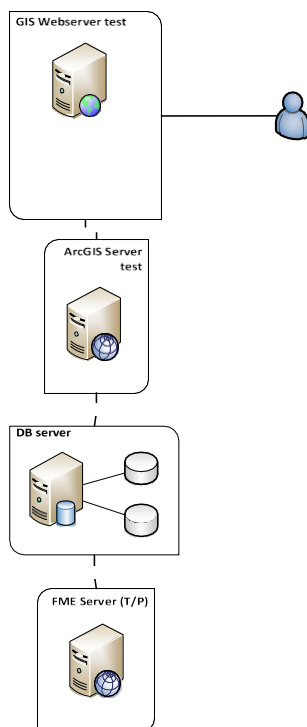 GIS Webserver test
ArcGIS Server
test
DB server
FME Server (T/P)